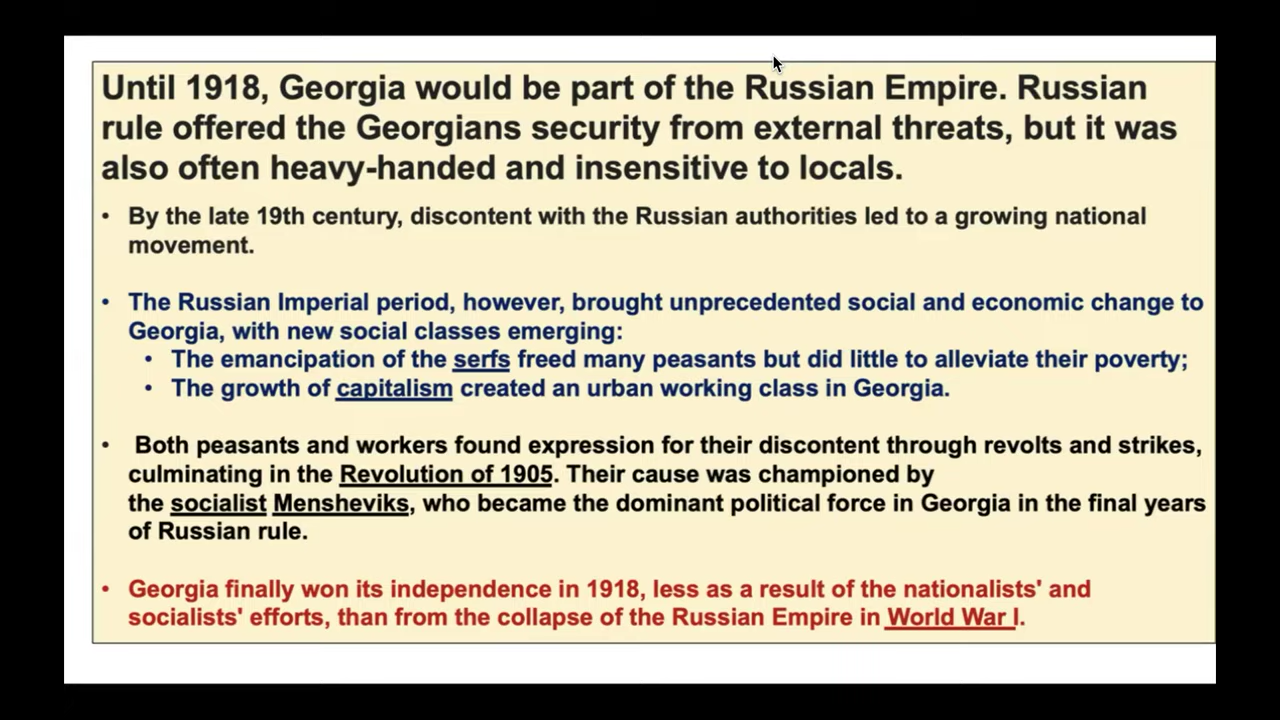 Until 1918, Georgia would be part of the Russian Empire. Russian
rule offered the Georgians security from external threats, but it was
also often heavy-handed and insensitive to locals.
• By the late 19th century, discontent with the Russian authorities led to a growing national
movement.
• The Russian Imperial period, however, brought unprecedented social and economic change to
Georgia, with new social classes emerging:
• The emancipation of the serfs freed many peasants but did little to alleviate their poverty;
• The growth of capitalism created an urban working class in Georgia.
• Both peasants and workers found expression for their discontent through revolts and strikes,
culminating in the Revolution of 1905. Their cause was championed by
the socialist Mensheviks, who became the dominant political force in Georgia in the final years
of Russian rule.
• Georgia finally won its independence in 1918, less as a result of the nationalists' and
socialists' efforts, than from the collapse of the Russian Empire in World War I.